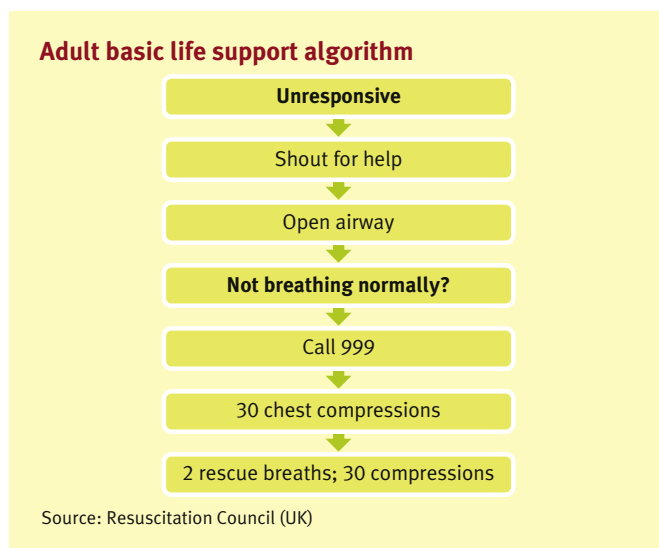 Adult basic life support algorithm
Unresponsive
Shout for help
Open airway
Not breathing normally?
Call 999
30 chest compressions
2 rescue breaths; 30 compressions
Source: Resuscitation Council (UK)